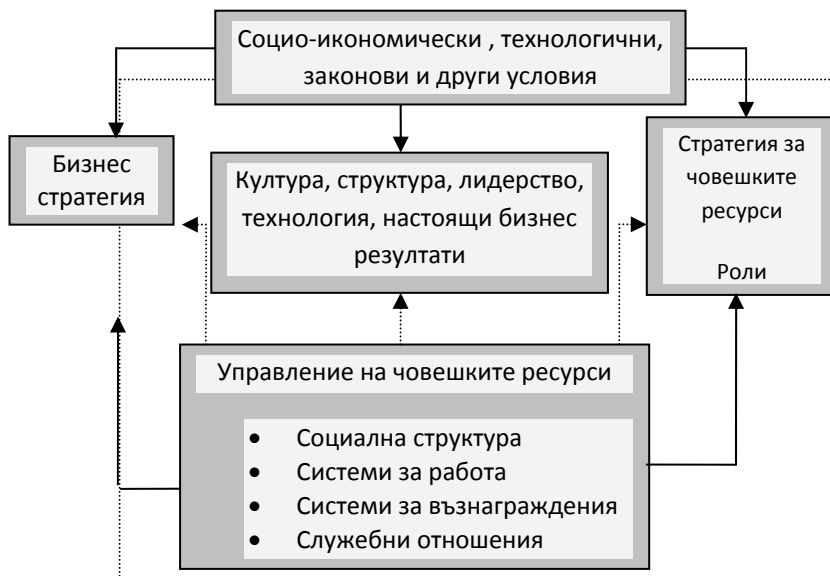 Социо-икономически , технологични,
законови и други условия
Бизнес
стратегия
Култура, структура, лидерство,
технология, настоящи бизнес
резултати
Стратегия за
човешките
ресурси
Роли
Управление на човешките ресурси
• Социална структура
• Системи за работа
• Системи за възнаграждения
• Служебни отношения